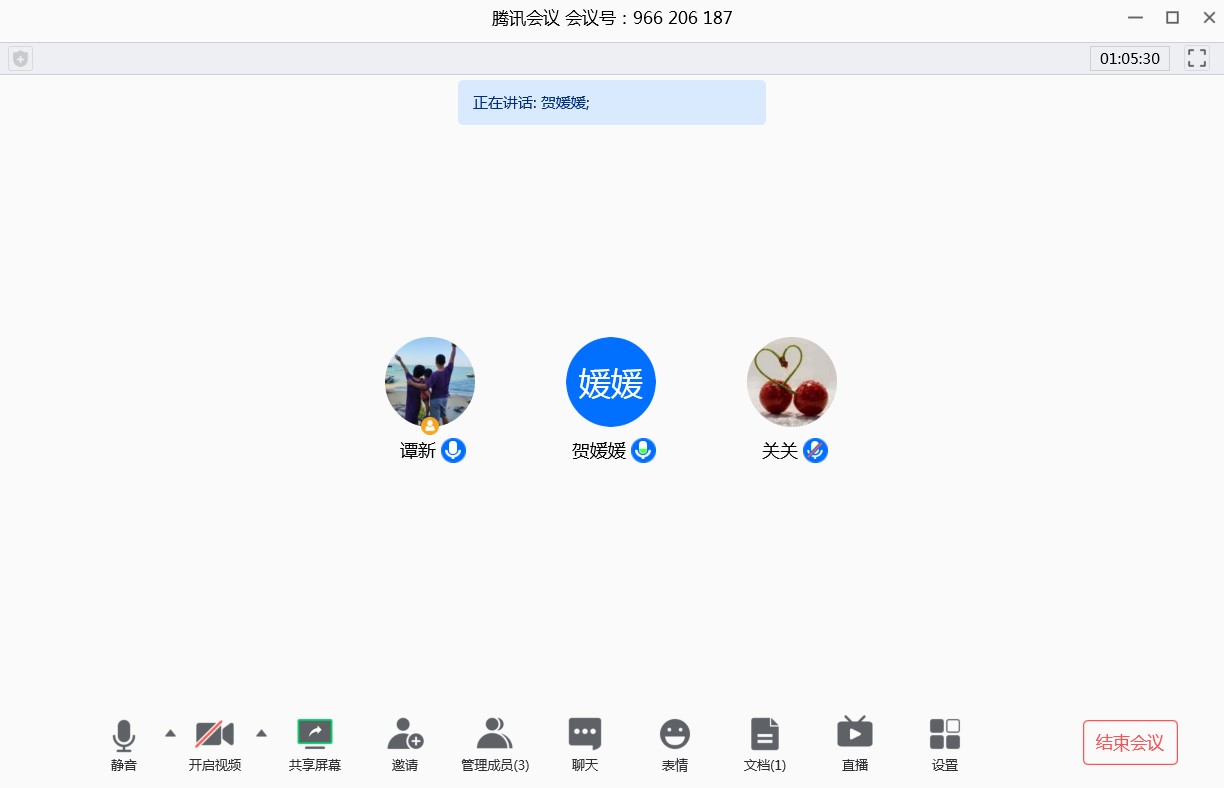 腾讯会议 会议号：966 206 187
01:05:30
正在讲话: 贺媛媛;
媛媛
谭新 贺媛媛 关关
静音 开启视频 共享屏幕 邀请 管理成员(3) 聊天 表情 文档(1) 直播 设置 结束会议